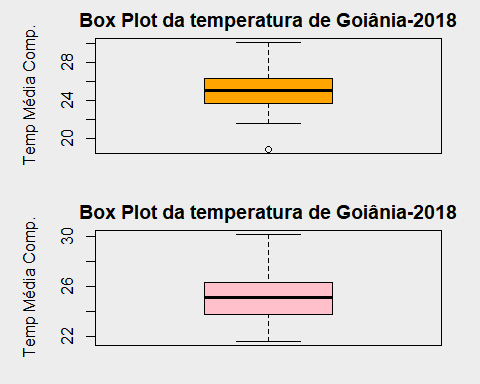 Box Plot da temperatura de Goiânia-2018
Temp Média Comp.
28
24
20
Box Plot da temperatura de Goiânia-2018
Temp Média Comp.
30
26
22